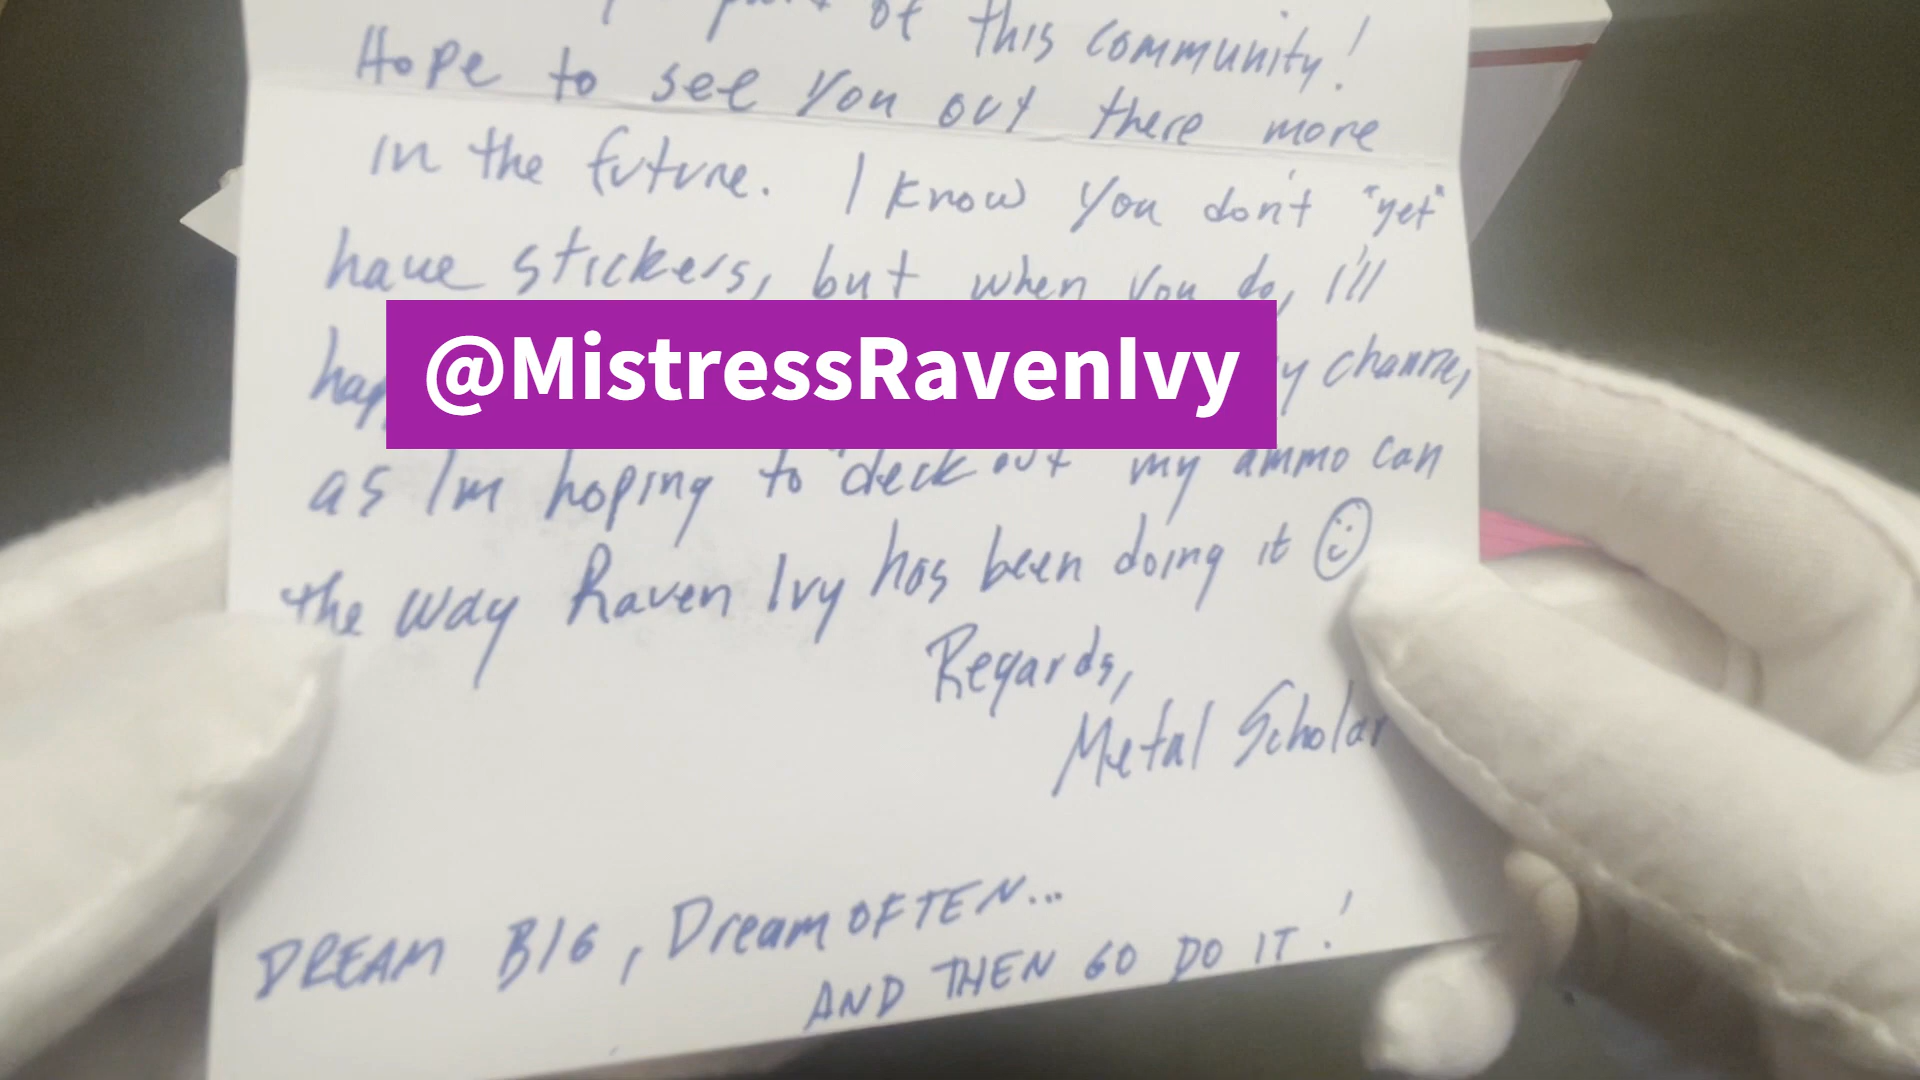 part of this community!
Hope to see you out there more
in the future. I know you don't "yet"
have stickers, but when you do, I'll
@MistressRavenIvy
as I'm hoping to "deck out my ammo can
the way Raven Ivy has been doing it
Regards,
Metal Scholar
DREAM BIG, Dream OFTEN...
AND THEN GO DO IT!